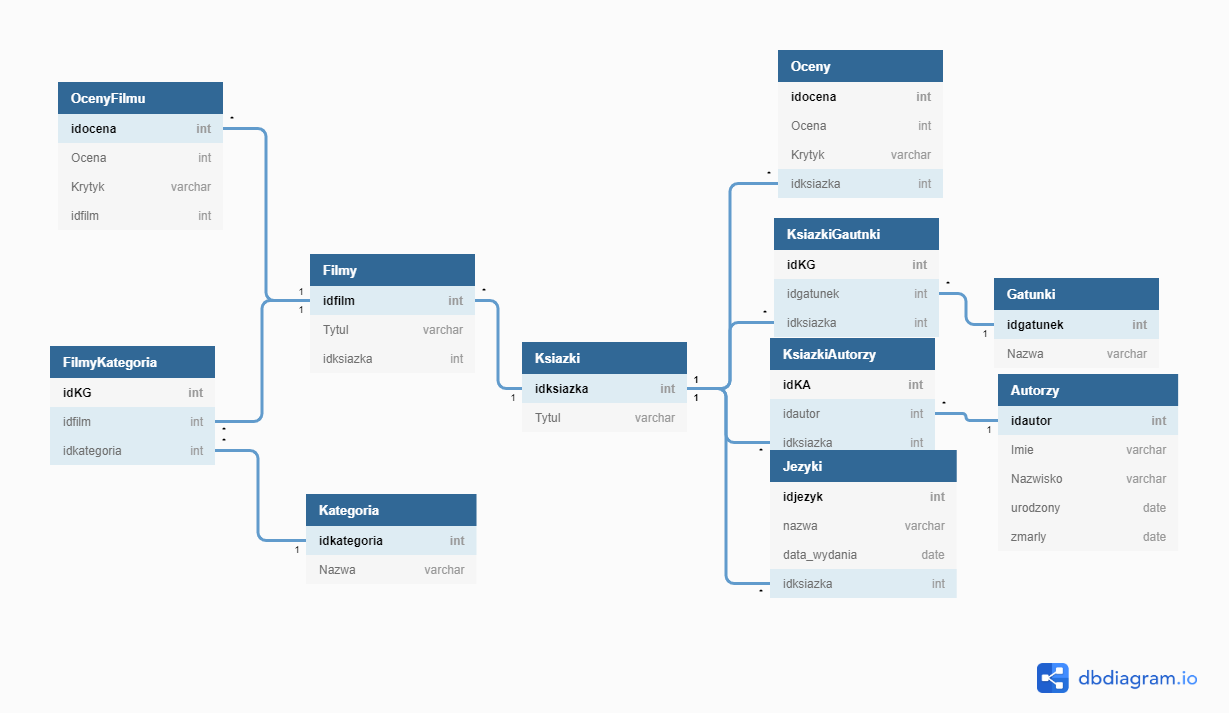 OcenyFilmu
idocena int
Ocena int
Krytyk varchar
idfilm int
FilmyKategoria
idKG int
idfilm int
idkategoria int
Filmy
idfilm int
Tytul varchar
idksiazka int
Kategoria
idkategoria int
Nazwa varchar
Ksiazki
idksiazka int
Tytul varchar
Oceny
idocena int
Ocena int
Krytyk varchar
idksiazka int
KsiazkiGautnki
idKG int
idgatunek int
idksiazka int
KsiazkiAutorzy
idKA int
idautor int
idksiazka int
Jezyki
idjezyk int
nazwa varchar
data_wydania date
idksiazka int
Gatunki
idgatunek int
Nazwa varchar
Autorzy
idautor int
Imie varchar
Nazwisko varchar
urodzony date
zmarly date
* 1
1 *
* 1
* 1
1 *
1 *
* 1
* 1
*
*
dbdiagram.io